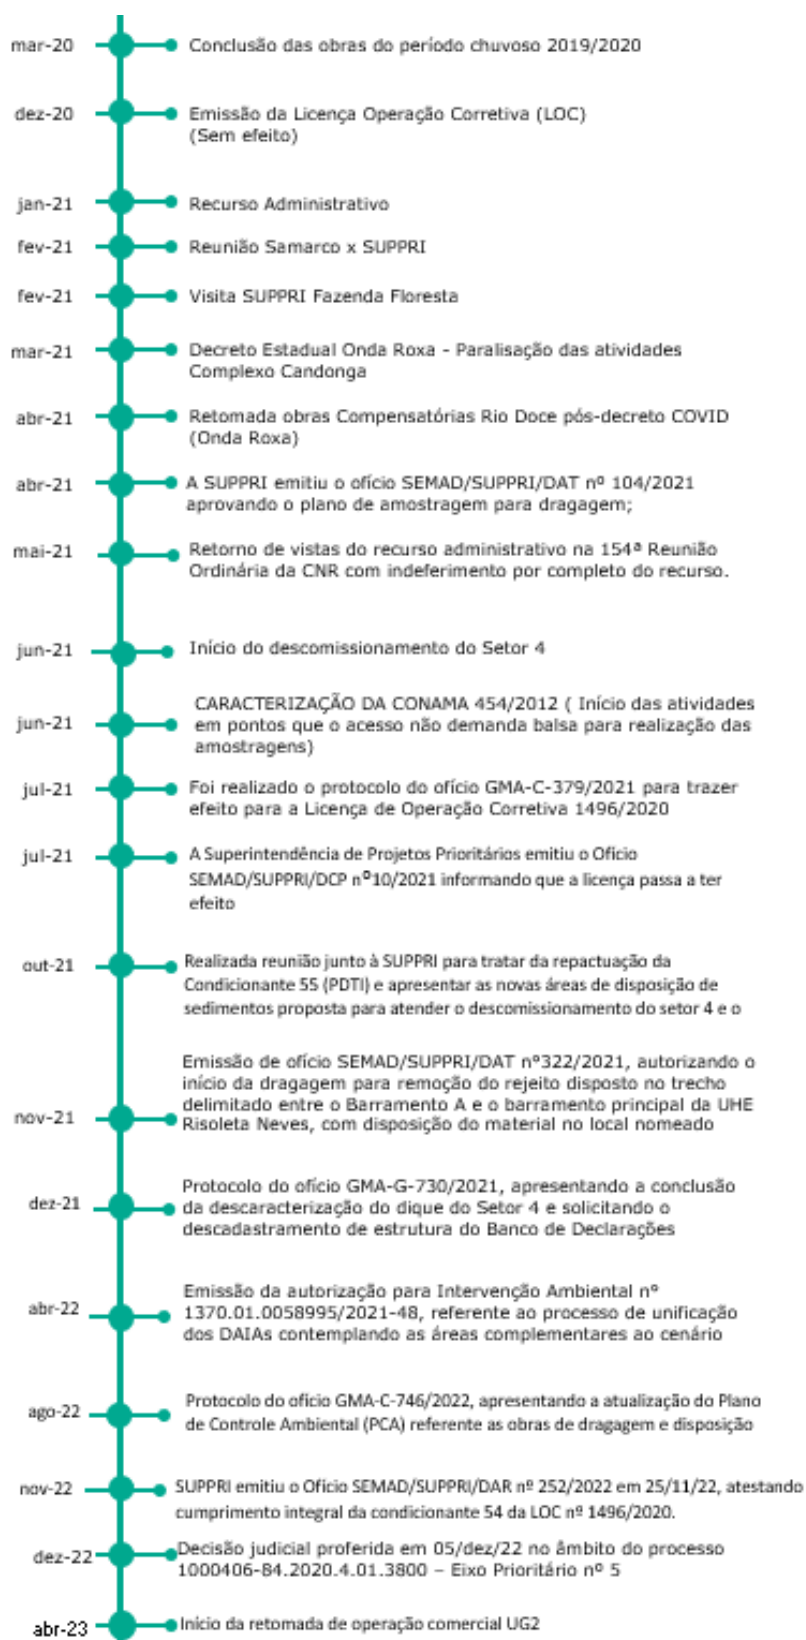 mar-20
Conclusão das obras do período chuvoso 2019/2020
dez-20
Emissão da Licença Operação Corretiva (LOC)
(Sem efeito)
jan-21
Recurso Administrativo
fev-21
Reunião Samarco x SUPPRI
fev-21
Visita SUPPRI Fazenda Floresta
mar-21
Decreto Estadual Onda Roxa - Paralisação das atividades
Complexo Candonga
abr-21
Retomada obras Compensatórias Rio Doce pós-decreto COVID
(Onda Roxa)
abr-21
A SUPPRI emitiu o ofício SEMAD/SUPPRI/DAT nº 104/2021
aprovando o plano de amostragem para dragagem;
mai-21
Retorno de vistas do recurso administrativo na 154ª Reunião
Ordinária da CNR com indeferimento por completo do recurso.
jun-21
Início do descomissionamento do Setor 4
jun-21
CARACTERIZAÇÃO DA CONAMA 454/2012 ( Início das atividades
em pontos que o acesso não demanda balsa para realização das
amostragens)
jul-21
Foi realizado o protocolo do ofício GMA-C-379/2021 para trazer
efeito para a Licença de Operação Corretiva 1496/2020
jul-21
A Superintendência de Projetos Prioritários emitiu o Ofício
SEMAD/SUPPRI/DCP nº10/2021 informando que a licença passa a ter
efeito
out-21
Realizada reunião junto à SUPPRI para tratar da repactuação da
Condicionante 55 (PDTI) e apresentar as novas áreas de disposição de
sedimentos proposta para atender o descomissionamento do setor 4 e o
nov-21
Emissão de ofício SEMAD/SUPPRI/DAT n°322/2021, autorizando o
início da dragagem para remoção do rejeito disposto no trecho
delimitado entre o Barramento A e o barramento principal da UHE
Risoleta Neves, com disposição do material no local nomeado
dez-21
Protocolo do ofício GMA-G-730/2021, apresentando a conclusão
da descaracterização do dique do Setor 4 e solicitando o
descadastramento de estrutura do Banco de Declarações
abr-22
Emissão da autorização para Intervenção Ambiental nº
1370.01.0058995/2021-48, referente ao processo de unificação
dos DAIAs contemplando as áreas complementares ao cenário
ago-22
Protocolo do ofício GMA-C-746/2022, apresentando a atualização do Plano
de Controle Ambiental (PCA) referente as obras de dragagem e disposição
nov-22
SUPPRI emitiu o Ofício SEMAD/SUPPRI/DAR nº 252/2022 em 25/11/22, atestando
cumprimento integral da condicionante 54 da LOC nº 1496/2020.
dez-22
Decisão judicial proferida em 05/dez/22 no âmbito do processo
1000406-84.2020.4.01.3800 – Eixo Prioritário nº 5
abr-23
Início da retomada de operação comercial UG2